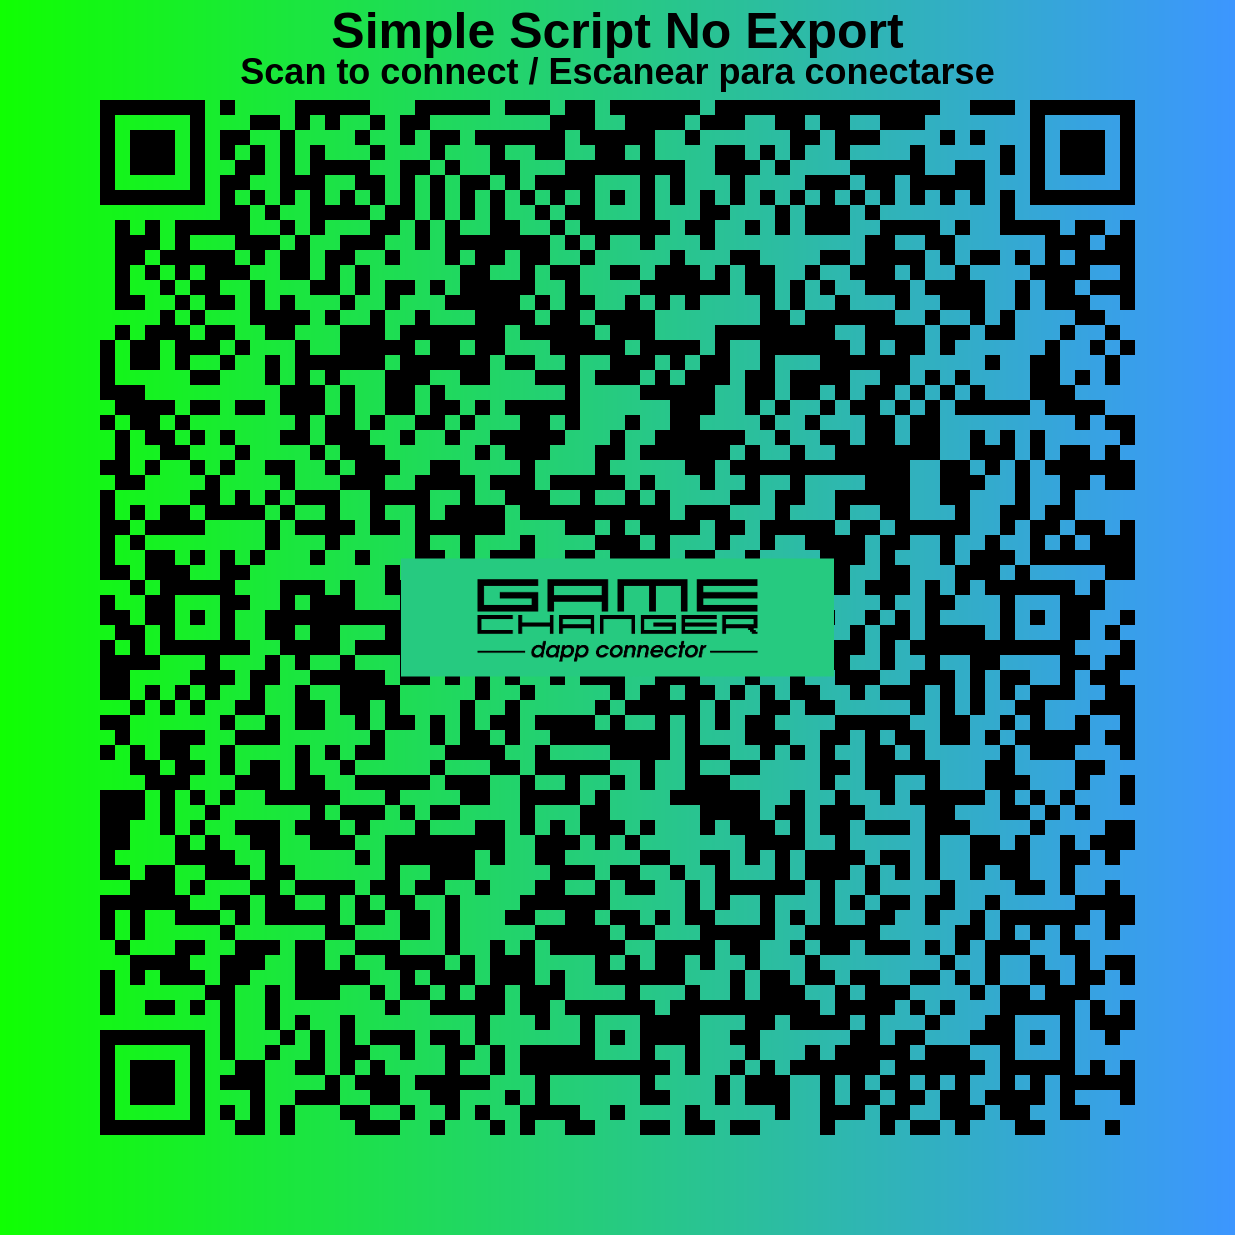 Simple Script No Export
Scan to connect / Escanear para conectarse
GAME
CHANGER
dapp connector